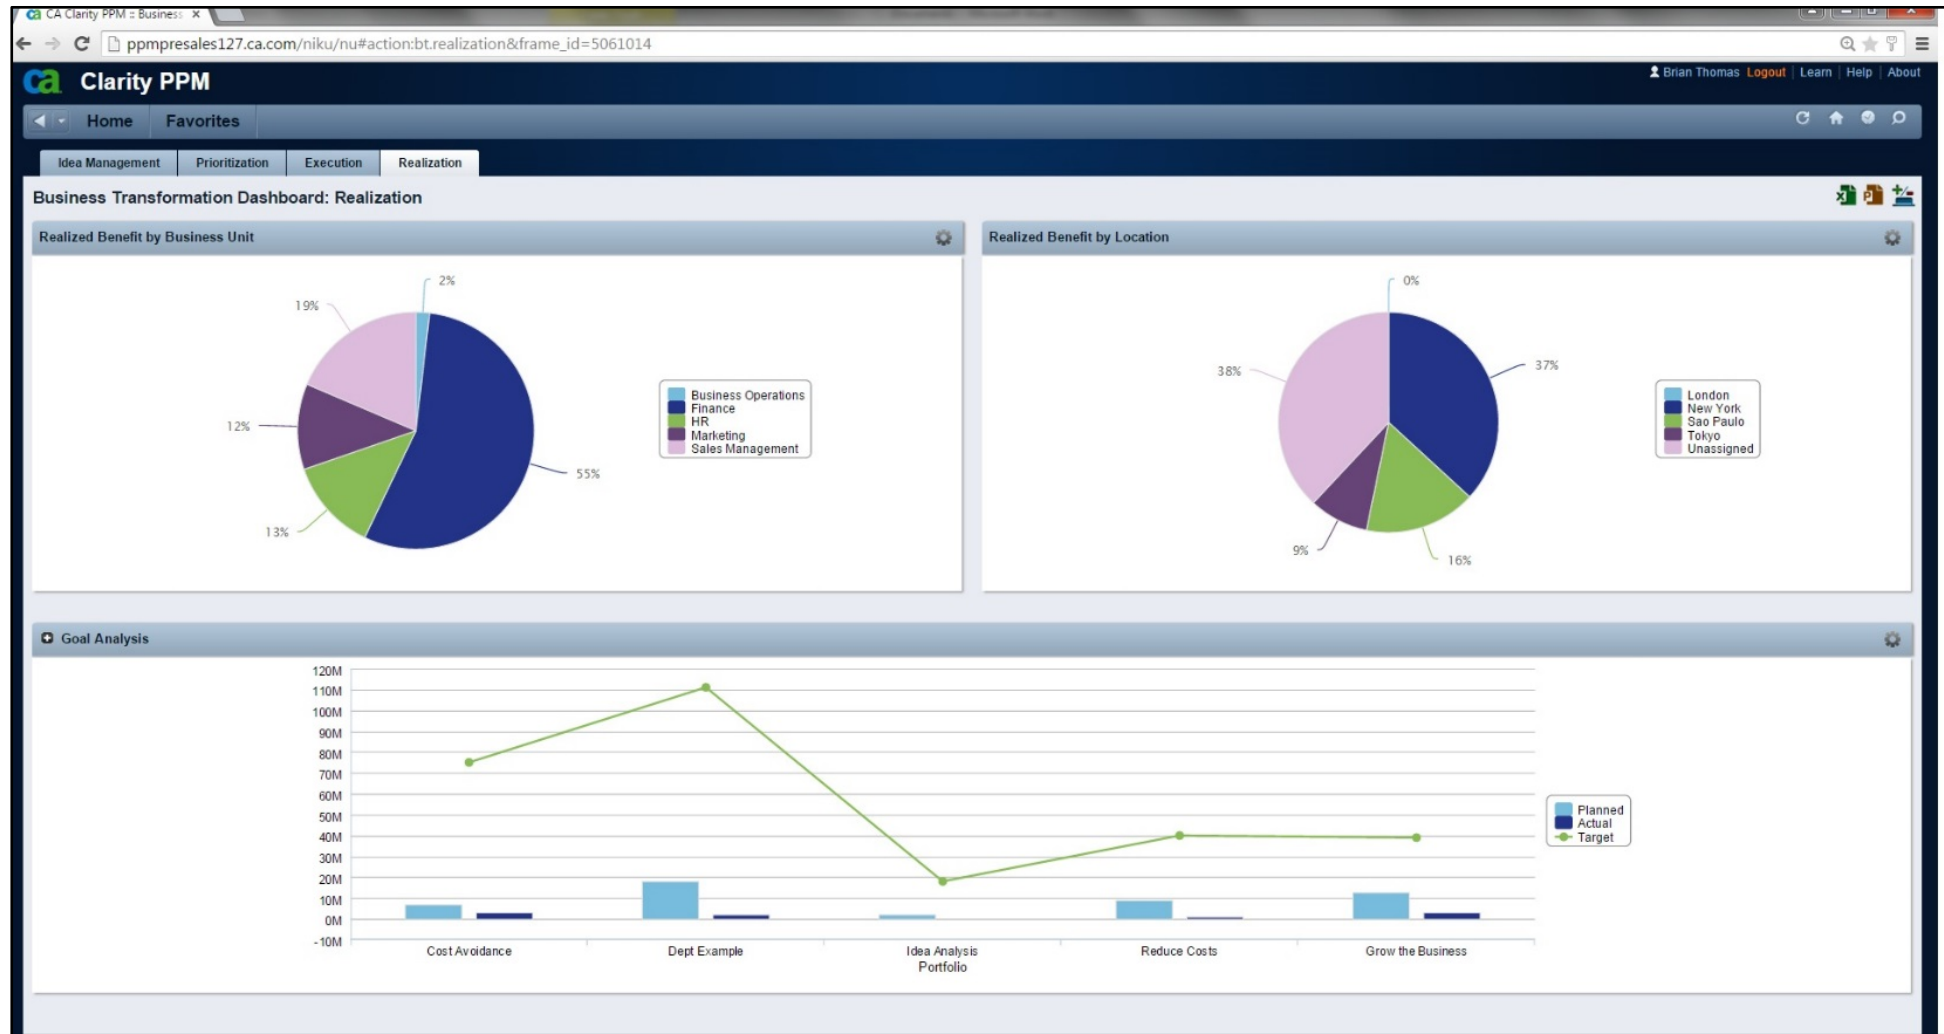 CA Clarity PPM :: Business
ppmpresales127.ca.com/niku/nu#action:bt.realization&frame_id=5061014
ca Clarity PPM
Brian Thomas Logout | Learn | Help | About
Home Favorites
Idea Management Prioritization Execution Realization
Business Transformation Dashboard: Realization
Realized Benefit by Business Unit
2%
19%
12%
55%
13%
Business Operations
Finance
HR
Marketing
Sales Management
Realized Benefit by Location
0%
37%
38%
9%
16%
London
New York
Sao Paulo
Tokyo
Unassigned
Goal Analysis
120M
110M
100M
90M
80M
70M
60M
50M
40M
30M
20M
10M
0M
-10M
Cost Avoidance Dept Example Idea Analysis Reduce Costs Grow the Business
Portfolio
Planned
Actual
Target